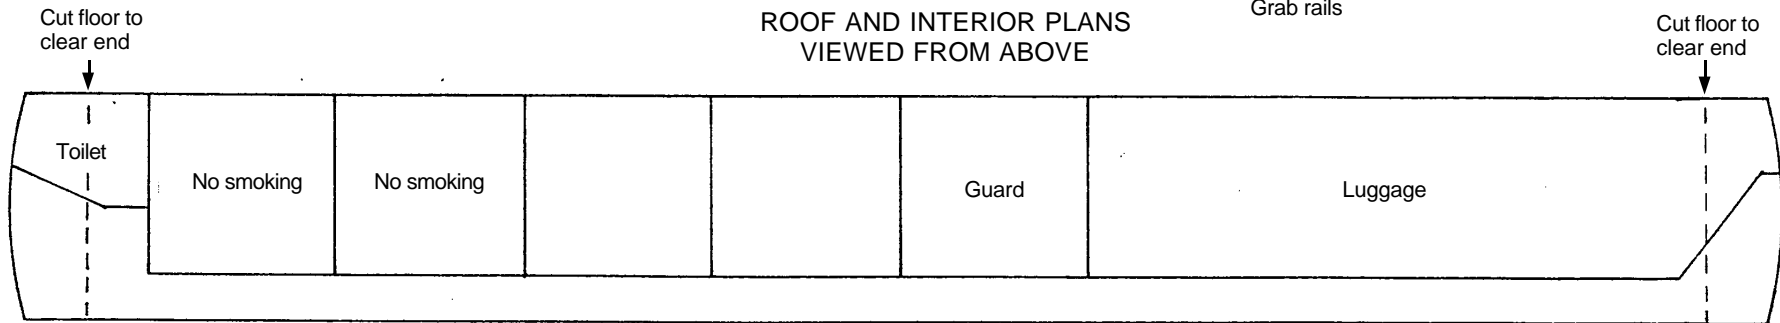 Grab rails
ROOF AND INTERIOR PLANS
VIEWED FROM ABOVE
Cut floor to
clear end
Cut floor to
clear end
Toilet
No smoking
No smoking
Guard
Luggage